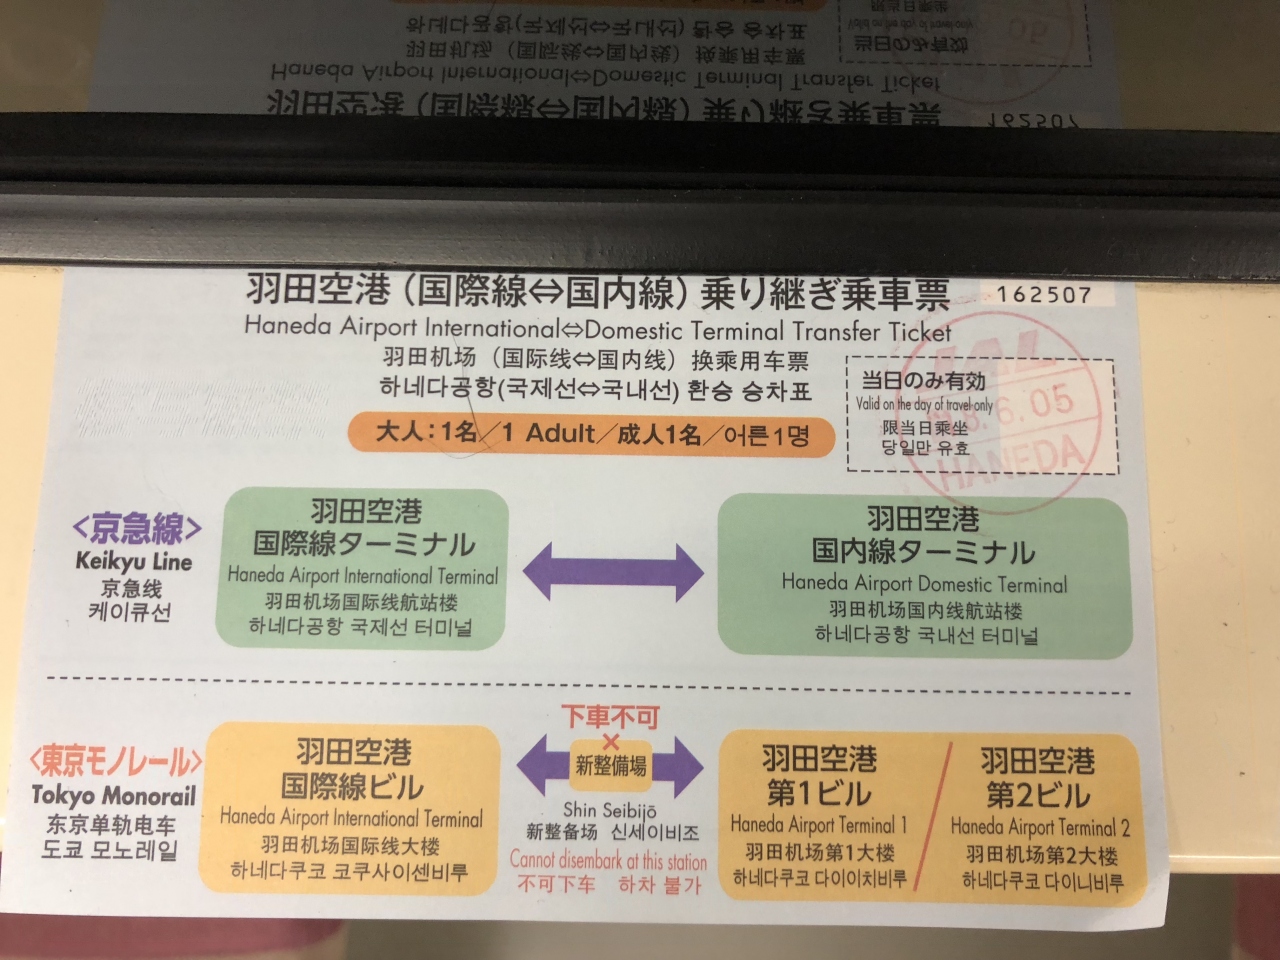 羽田空港（国際線⇔国内線）乗り継ぎ乗車票
162507
Haneda Airport International⇔Domestic Terminal Transfer Ticket
羽田机场（国际线⇔国内线）换乘用车票
하네다공항(국제선⇔국내선) 환승 승차표
大人：1名／1 Adult／成人1名／어른1명
当日のみ有効
Valid on the day of travel only
限当日乘坐
당일만 유효
JAL
8.6.05
HANEDA
〈京急線〉
Keikyu Line
京急线
케이큐선
羽田空港
国際線ターミナル
Haneda Airport International Terminal
羽田机场国际线航站楼
하네다공항 국제선 터미널
羽田空港
国内線ターミナル
Haneda Airport Domestic Terminal
羽田机场国内线航站楼
하네다공항 국내선 터미널
〈東京モノレール〉
Tokyo Monorail
东京单轨电车
도쿄 모노레일
羽田空港
国際線ビル
Haneda Airport International Terminal
羽田机场国际线大楼
하네다쿠코 코쿠사이센비루
下車不可
×
新整備場
Shin Seibijō
新整备场 신세이비조
Cannot disembark at this station
不可下车 하차 불가
羽田空港
第1ビル
Haneda Airport Terminal 1
羽田机场第1大楼
하네다쿠코 다이이치비루
羽田空港
第2ビル
Haneda Airport Terminal 2
羽田机场第2大楼
하네다쿠코 다이니비루